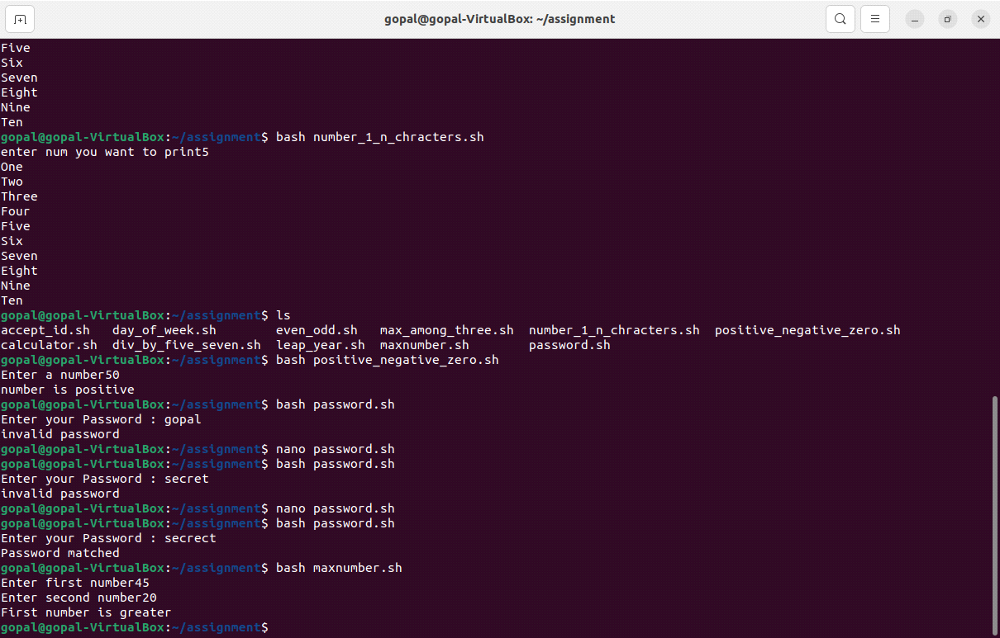 gopal@gopal-VirtualBox: ~/assignment
Five
Six
Seven
Eight
Nine
Ten
gopal@gopal-VirtualBox:~/assignment$ bash number_1_n_chracters.sh
enter num you want to print5
One
Two
Three
Four
Five
Six
Seven
Eight
Nine
Ten
gopal@gopal-VirtualBox:~/assignment$ ls
accept_id.sh   day_of_week.sh        even_odd.sh   max_among_three.sh  number_1_n_chracters.sh  positive_negative_zero.sh
calculator.sh  div_by_five_seven.sh  leap_year.sh  maxnumber.sh        password.sh
gopal@gopal-VirtualBox:~/assignment$ bash positive_negative_zero.sh
Enter a number50
number is positive
gopal@gopal-VirtualBox:~/assignment$ bash password.sh
Enter your Password : gopal
invalid password
gopal@gopal-VirtualBox:~/assignment$ nano password.sh
gopal@gopal-VirtualBox:~/assignment$ bash password.sh
Enter your Password : secret
invalid password
gopal@gopal-VirtualBox:~/assignment$ nano password.sh
gopal@gopal-VirtualBox:~/assignment$ bash password.sh
Enter your Password : secrect
Password matched
gopal@gopal-VirtualBox:~/assignment$ bash maxnumber.sh
Enter first number45
Enter second number20
First number is greater
gopal@gopal-VirtualBox:~/assignment$